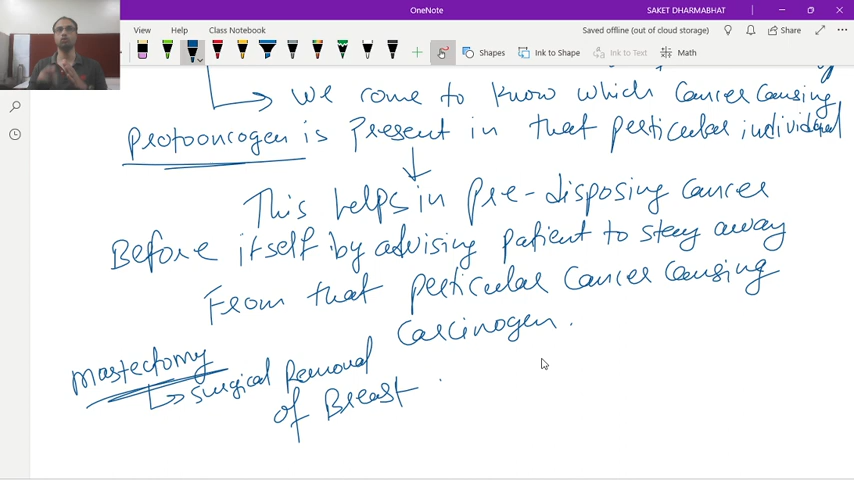 OneNote
SAKET DHARMABHAT
View Help Class Notebook
Saved offline (out of cloud storage)
Share
Shapes Ink to Shape Ink to Text Math
We come to know which Cancer Causing
Protooncogen is Present in that perticular individual
This helps in Pre-disposing Cancer
Before itself by advising patient to stay away
From that perticular Cancer Causing
Carcinogen.
Mastectomy
Surgical Removal
of Breast